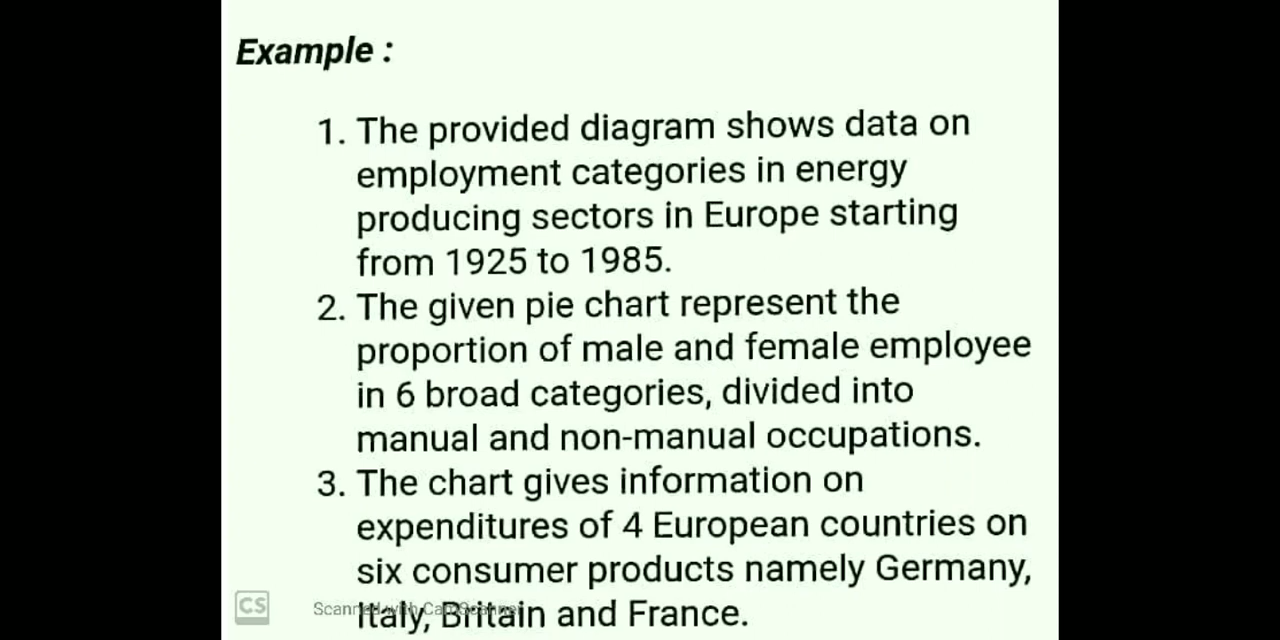 Example :
1. The provided diagram shows data on
employment categories in energy
producing sectors in Europe starting
from 1925 to 1985.
2. The given pie chart represent the
proportion of male and female employee
in 6 broad categories, divided into
manual and non-manual occupations.
3. The chart gives information on
expenditures of 4 European countries on
six consumer products namely Germany,
Italy, Britain and France.
CS Scanned with CamScanner